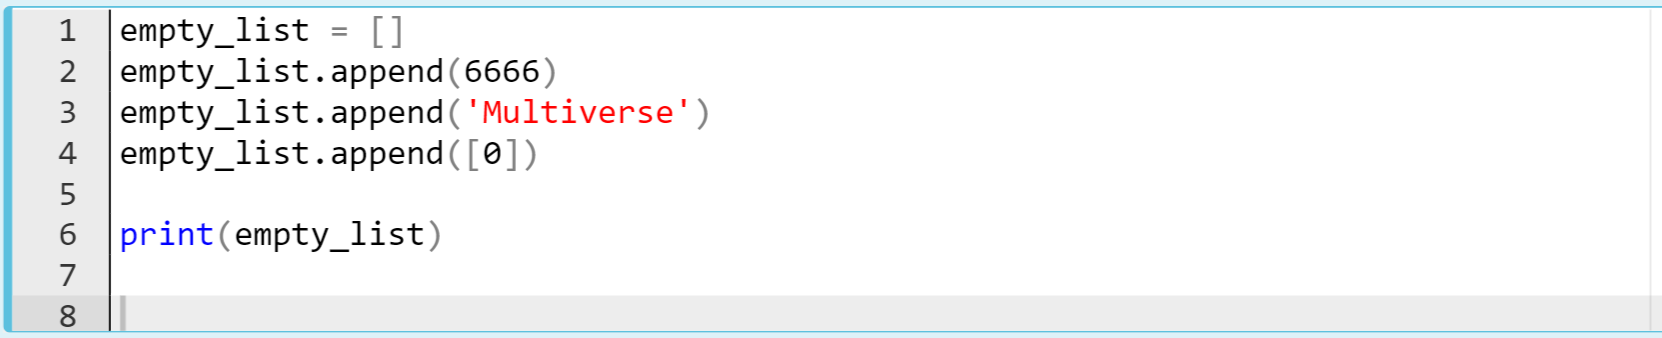 1 empty_list = []
2 empty_list.append(6666)
3 empty_list.append('Multiverse')
4 empty_list.append([0])
5
6 print(empty_list)
7
8